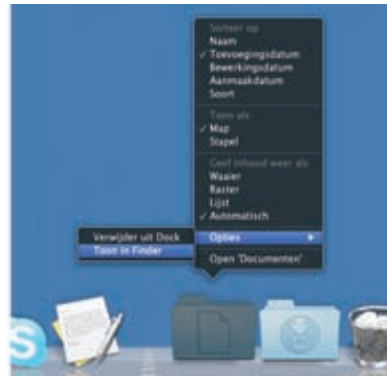 Sorteer op
Naam
✓ Toevoegingsdatum
Bewerkingsdatum
Aanmaakdatum
Soort
Toon als
✓ Map
Stapel
Geef inhoud weer als
Waaier
Raster
Lijst
✓ Automatisch
Opties
Verwijder uit Dock
Toon in Finder
Open 'Documenten'